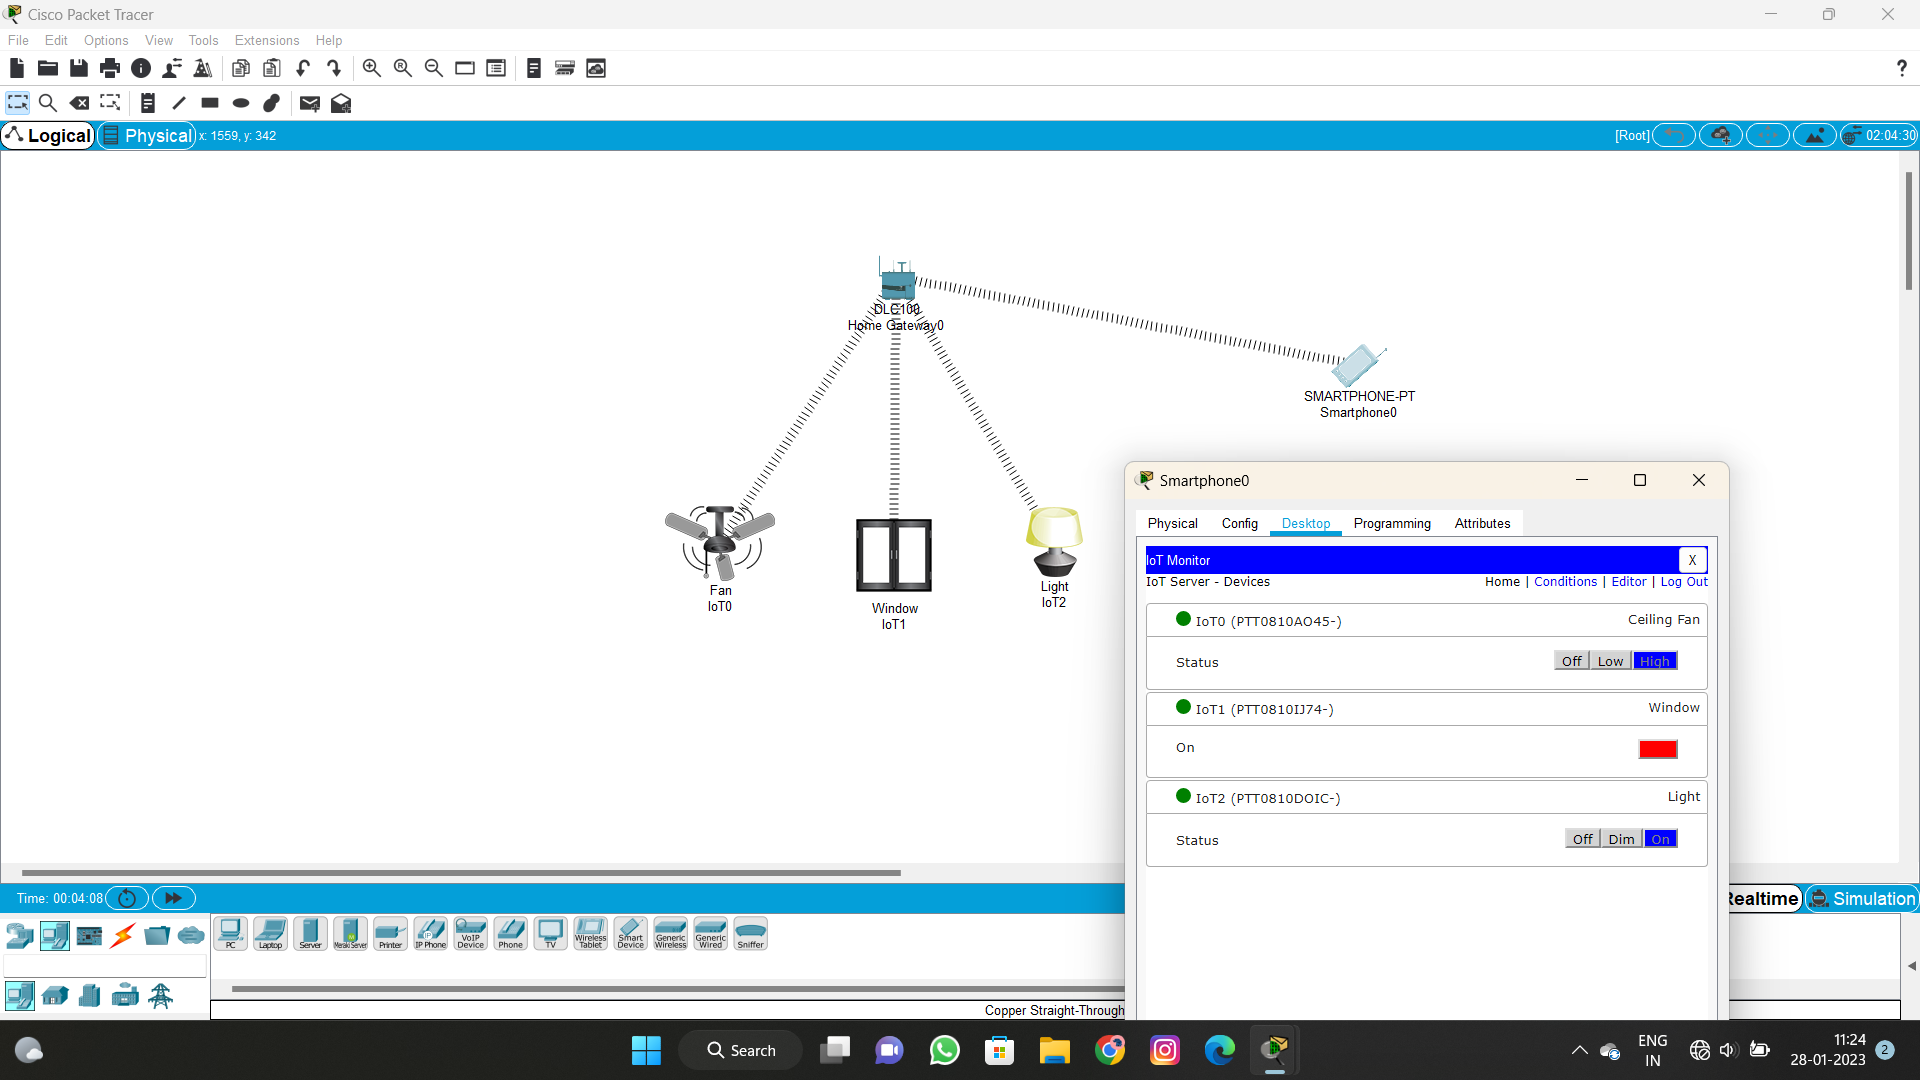 Cisco Packet Tracer
File Edit Options View Tools Extensions Help
?
Logical Physical x: 1559, y: 342 [Root] 02:04:30
DLC100
Home Gateway0
SMARTPHONE-PT
Smartphone0
Fan
IoT0
Window
IoT1
Light
IoT2
Smartphone0
Physical Config Desktop Programming Attributes
IoT Monitor X
IoT Server - Devices Home | Conditions | Editor | Log Out
IoT0 (PTT0810AO45-) Ceiling Fan
Status Off Low High
IoT1 (PTT0810IJ74-) Window
On
IoT2 (PTT0810DOIC-) Light
Status Off Dim On
Time: 00:04:08 Realtime Simulation
PC Laptop Server Meraki Server Printer IP Phone VoIP Device Phone TV Wireless Tablet Smart Device Generic Wireless Generic Wired Sniffer
Copper Straight-Through
Search
ENG
IN
11:24
28-01-2023
2